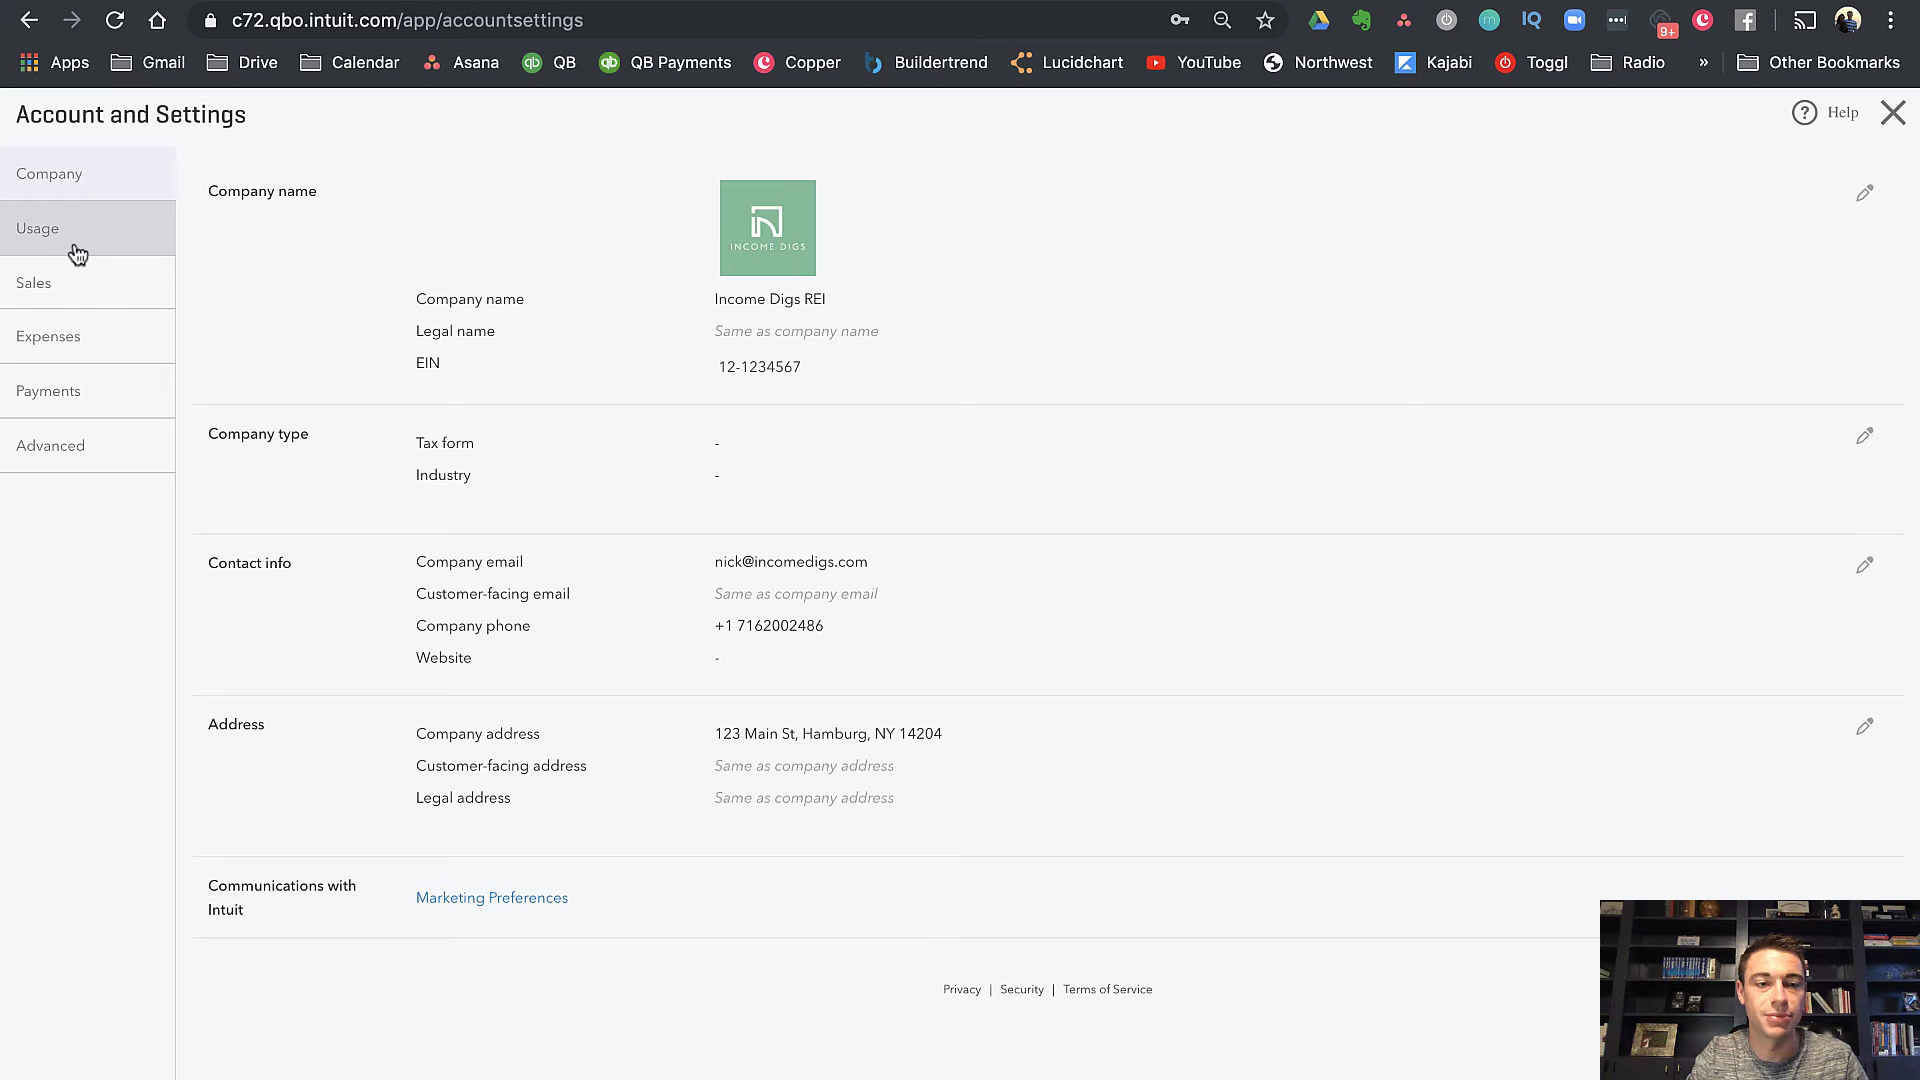 c72.qbo.intuit.com/app/accountsettings
9+
Apps Gmail Drive Calendar Asana QB QB Payments Copper Buildertrend Lucidchart YouTube Northwest Kajabi Toggl Radio » Other Bookmarks
Account and Settings
? Help
Company
Usage
Sales
Expenses
Payments
Advanced
Company name
INCOME DIGS
Company name Income Digs REI
Legal name Same as company name
EIN 12-1234567
Company type
Tax form -
Industry -
Contact info
Company email nick@incomedigs.com
Customer-facing email Same as company email
Company phone +1 7162002486
Website -
Address
Company address 123 Main St, Hamburg, NY 14204
Customer-facing address Same as company address
Legal address Same as company address
Communications with
Intuit
Marketing Preferences
Privacy | Security | Terms of Service